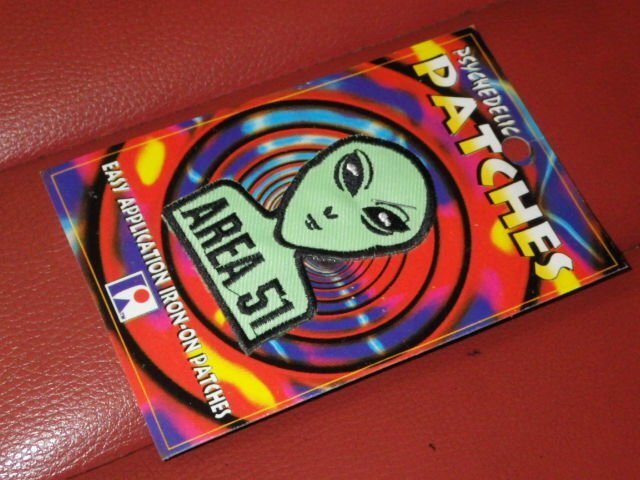 PSYCHEDELIC
PATCHES
AREA 51
EASY APPLICATION IRON-ON PATCHES